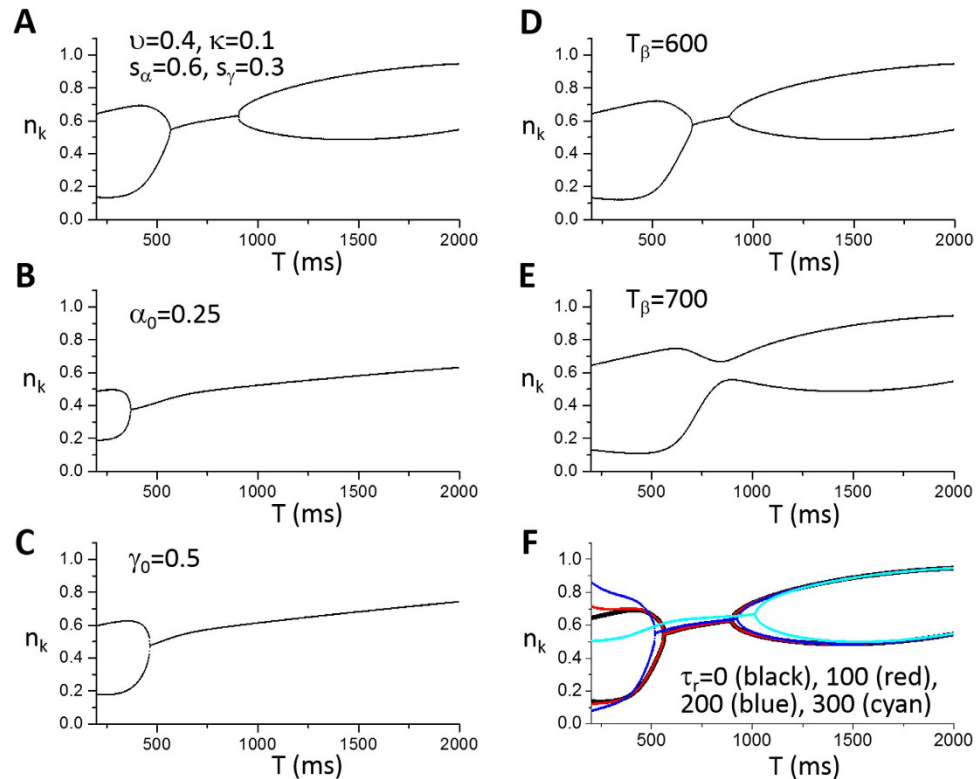 A
υ=0.4, κ=0.1
sα=0.6, sγ=0.3
1.0
0.8
0.6
0.4
0.2
0.0
nk
500
1000
1500
2000
T (ms)
B
α0=0.25
1.0
0.8
0.6
0.4
0.2
0.0
nk
500
1000
1500
2000
T (ms)
C
γ0=0.5
1.0
0.8
0.6
0.4
0.2
0.0
nk
500
1000
1500
2000
T (ms)
D
Tβ=600
1.0
0.8
0.6
0.4
0.2
0.0
nk
500
1000
1500
2000
T (ms)
E
Tβ=700
1.0
0.8
0.6
0.4
0.2
0.0
nk
500
1000
1500
2000
T (ms)
F
1.0
0.8
0.6
0.4
0.2
0.0
nk
τr=0 (black), 100 (red),
200 (blue), 300 (cyan)
500
1000
1500
2000
T (ms)